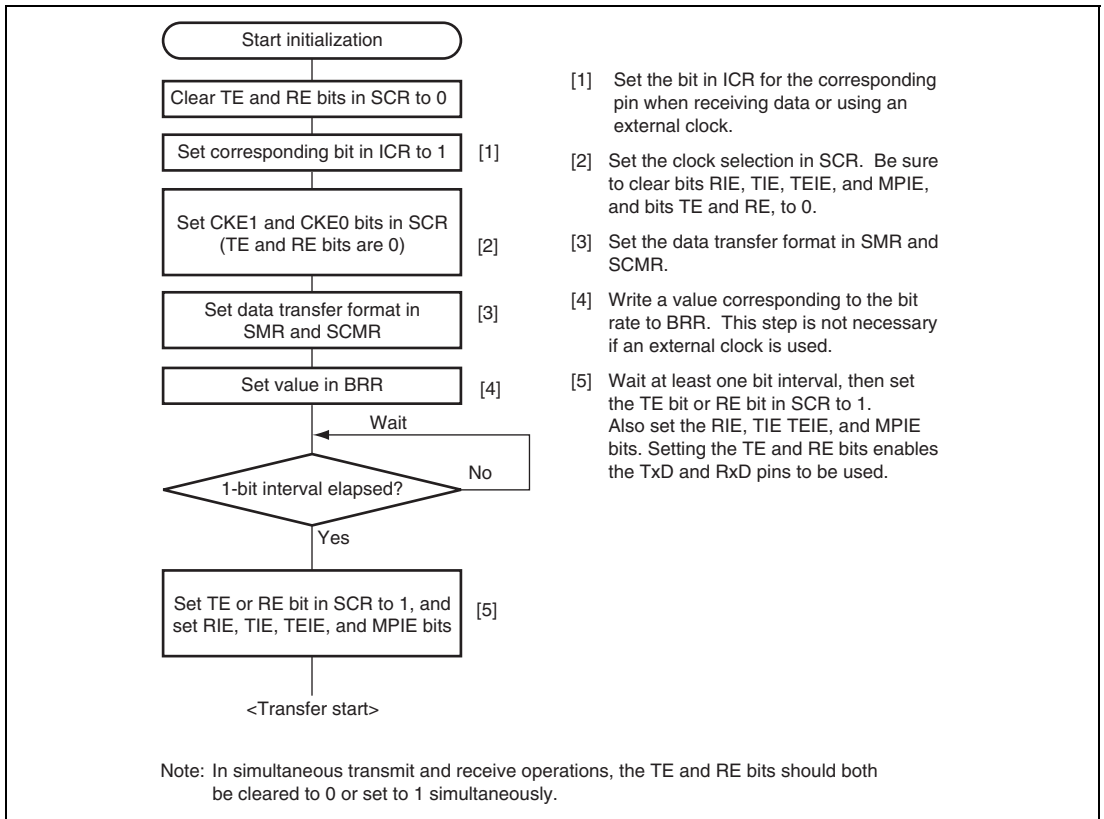 Start initialization
Clear TE and RE bits in SCR to 0
Set corresponding bit in ICR to 1
[1]
Set CKE1 and CKE0 bits in SCR
(TE and RE bits are 0)
[2]
Set data transfer format in
SMR and SCMR
[3]
Set value in BRR
[4]
Wait
No
1-bit interval elapsed?
Yes
Set TE or RE bit in SCR to 1, and
set RIE, TIE, TEIE, and MPIE bits
[5]
<Transfer start>
[1] Set the bit in ICR for the corresponding
pin when receiving data or using an
external clock.
[2] Set the clock selection in SCR. Be sure
to clear bits RIE, TIE, TEIE, and MPIE,
and bits TE and RE, to 0.
[3] Set the data transfer format in SMR and
SCMR.
[4] Write a value corresponding to the bit
rate to BRR. This step is not necessary
if an external clock is used.
[5] Wait at least one bit interval, then set
the TE bit or RE bit in SCR to 1.
Also set the RIE, TIE TEIE, and MPIE
bits. Setting the TE and RE bits enables
the TxD and RxD pins to be used.
Note: In simultaneous transmit and receive operations, the TE and RE bits should both
be cleared to 0 or set to 1 simultaneously.